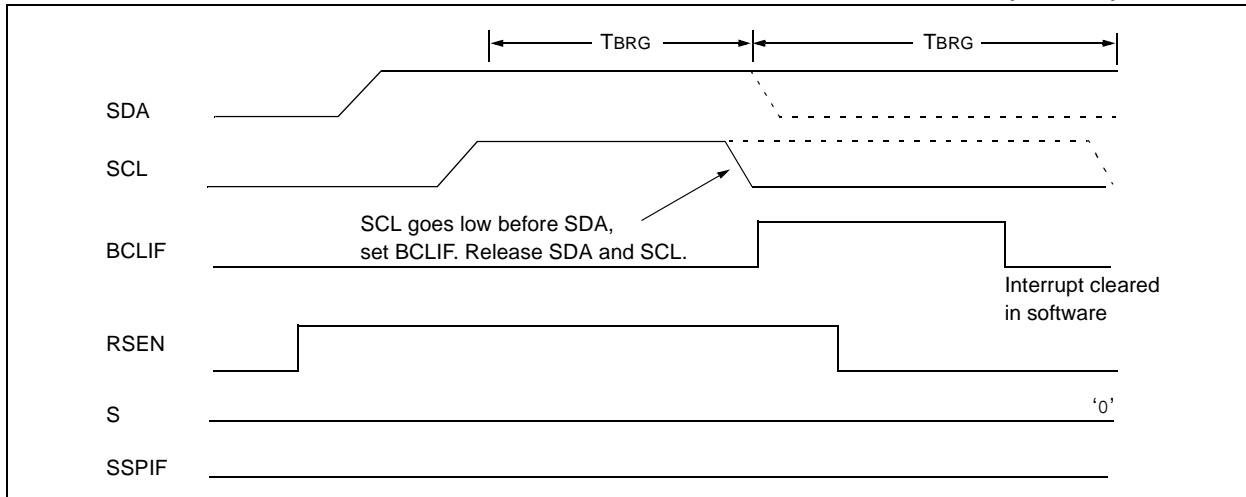 TBRG TBRG
SDA
SCL
SCL goes low before SDA,
set BCLIF. Release SDA and SCL.
BCLIF
Interrupt cleared
in software
RSEN
S ‘0’
SSPIF